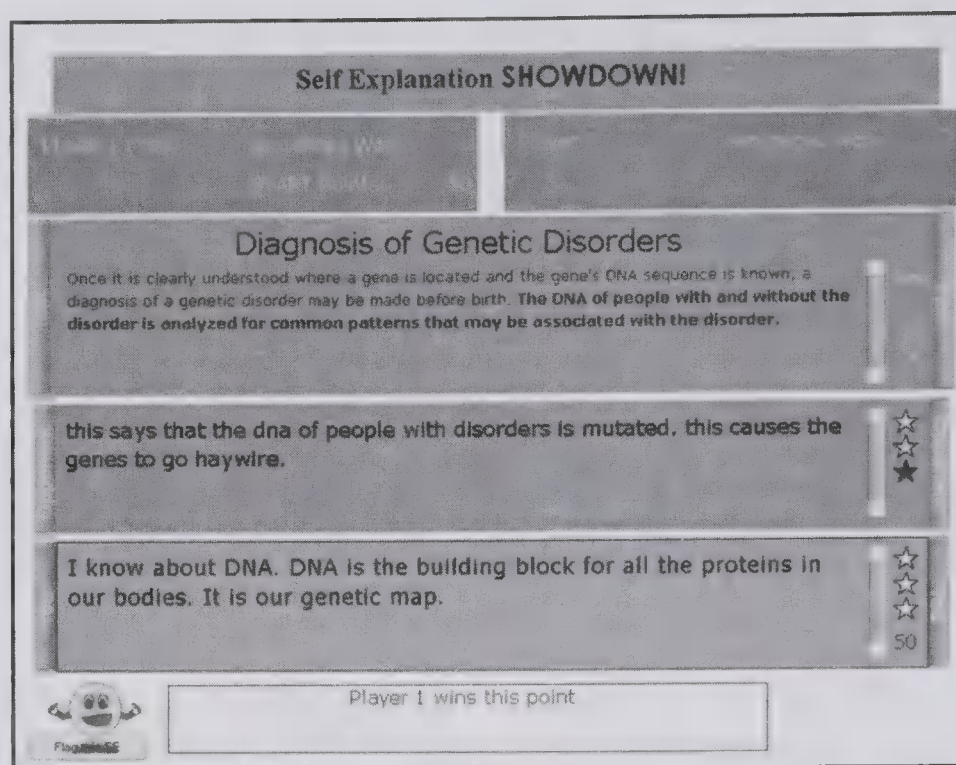 Self Explanation SHOWDOWN!
Diagnosis of Genetic Disorders
Once it is clearly understood where a gene is located and the gene's DNA sequence is known, a
diagnosis of a genetic disorder may be made before birth. The DNA of people with and without the
disorder is analyzed for common patterns that may be associated with the disorder.
this says that the dna of people with disorders is mutated. this causes the
genes to go haywire.
I know about DNA. DNA is the building block for all the proteins in
our bodies. It is our genetic map.
50
Player 1 wins this point